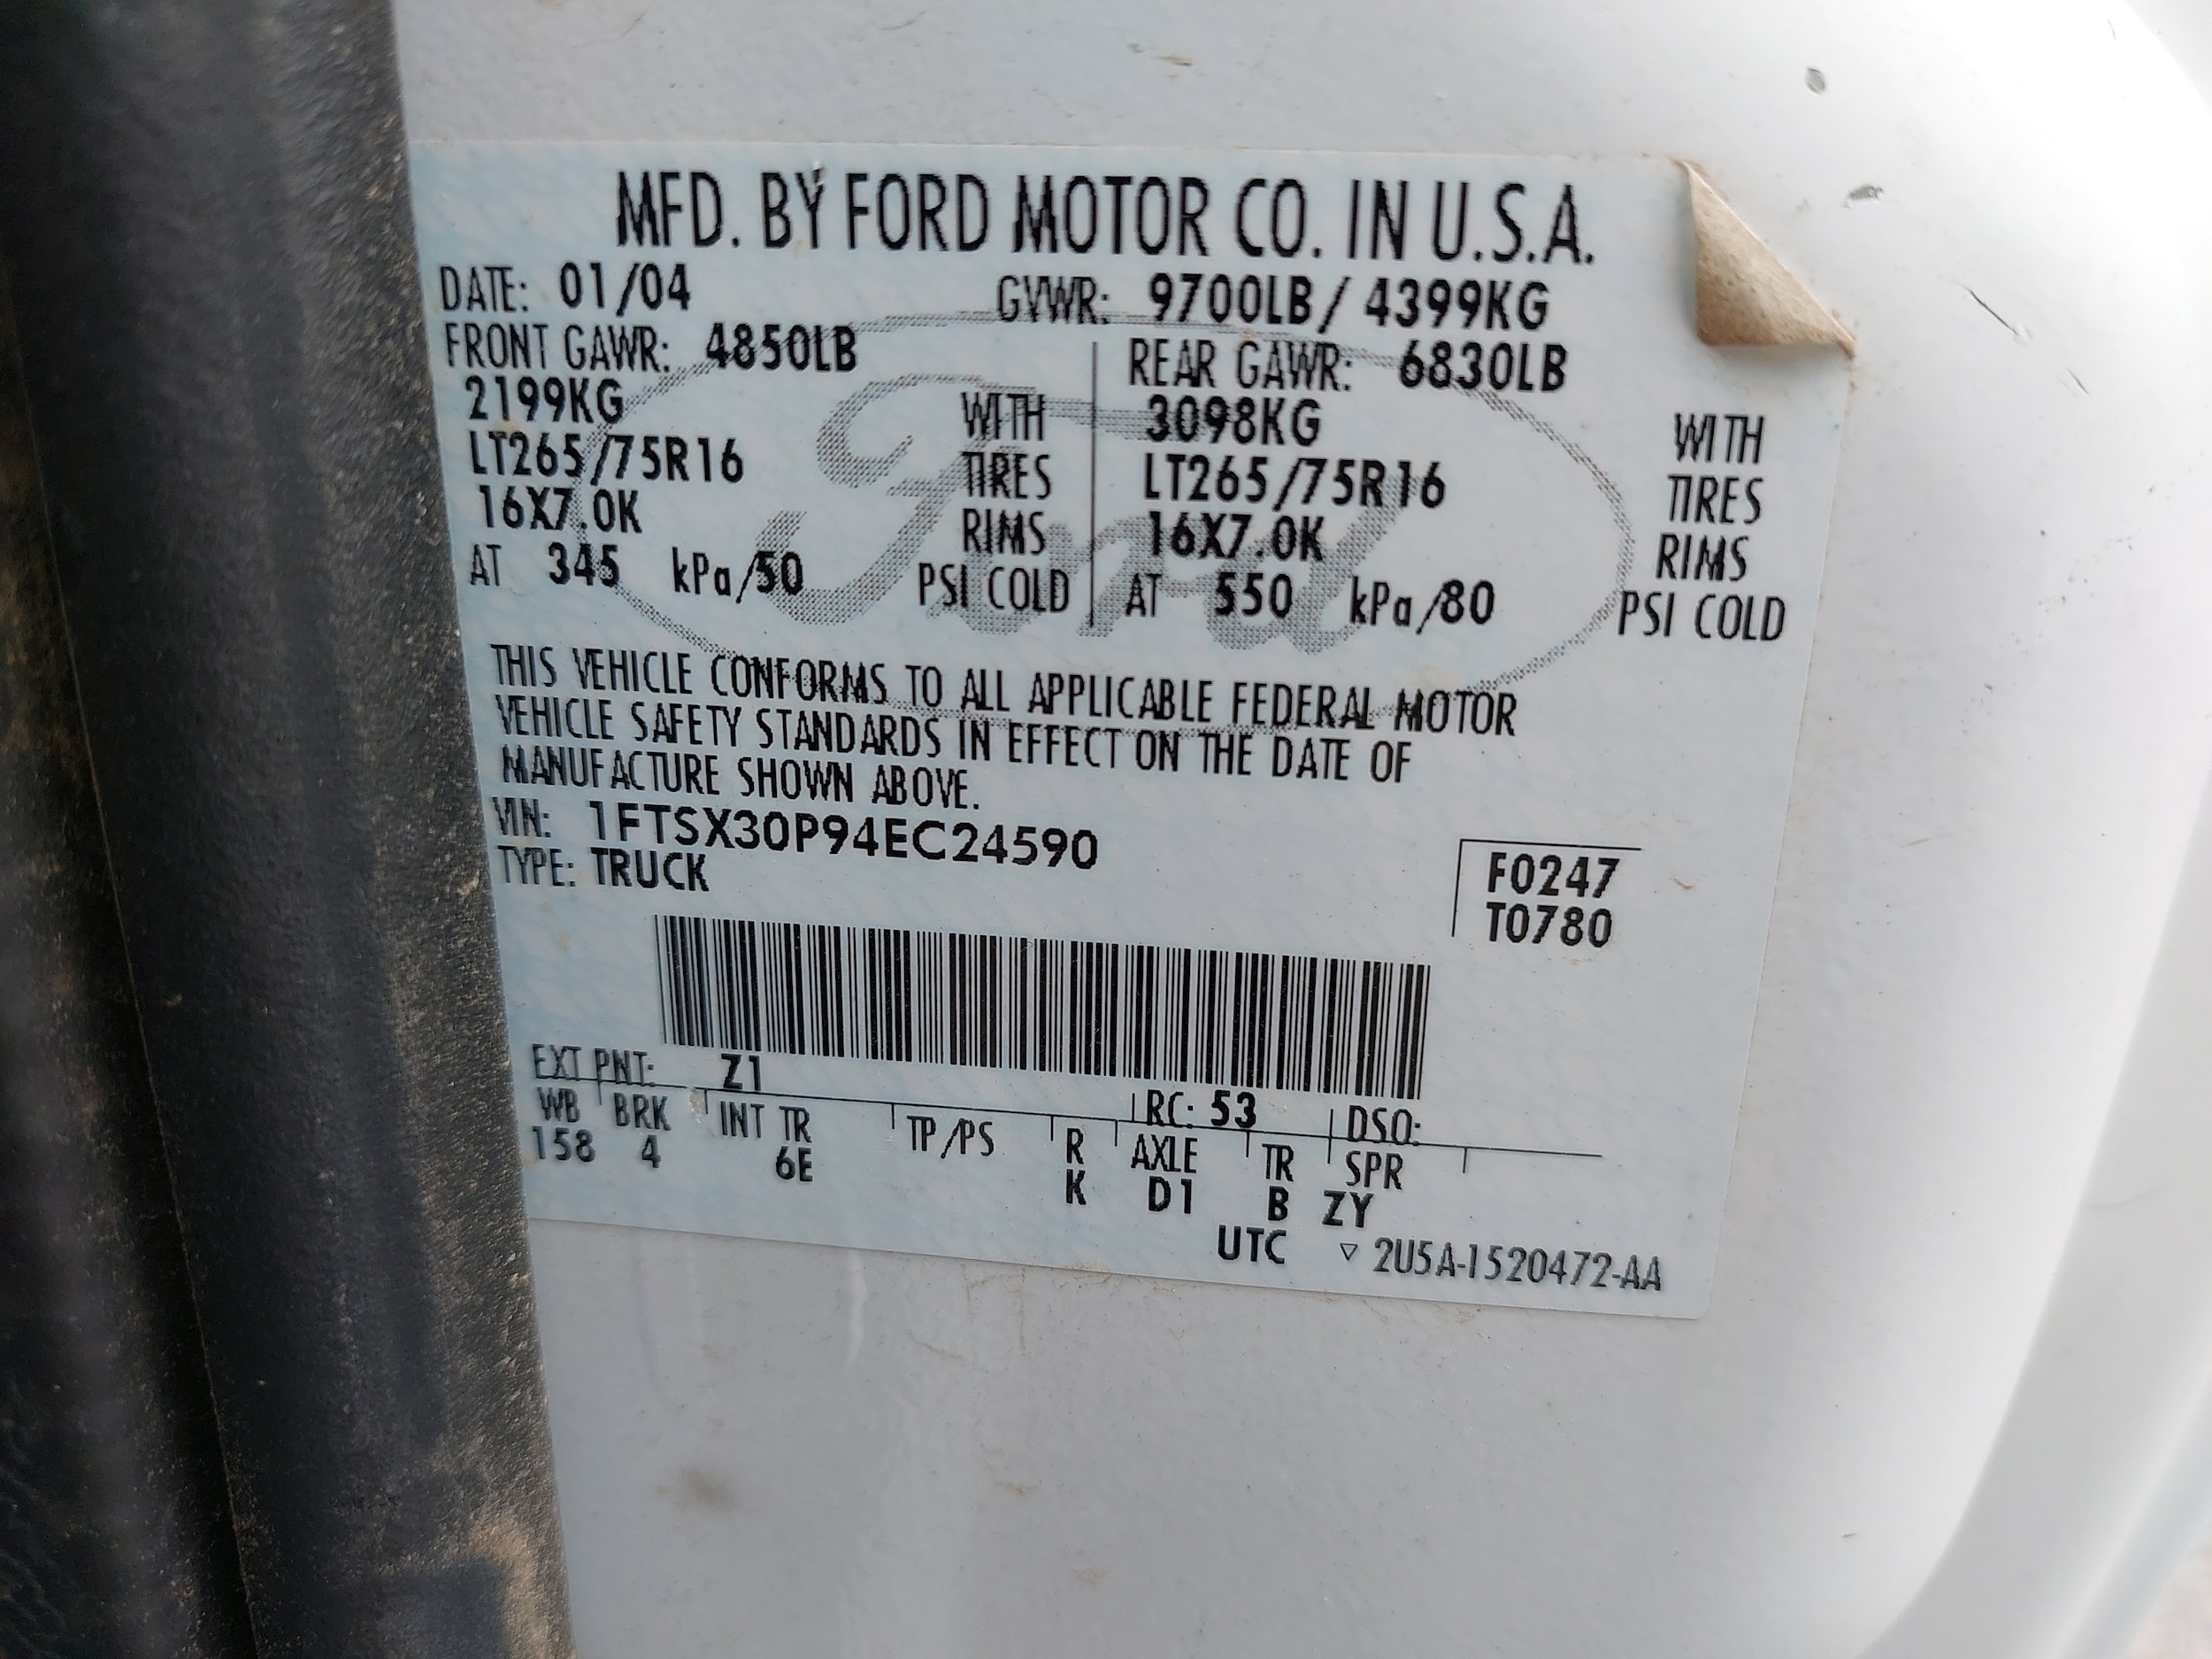 MFD. BY FORD MOTOR CO. IN U.S.A.
DATE: 01/04 GVWR: 9700LB/ 4399KG
FRONT GAWR: 4850LB REAR GAWR: 6830LB
2199KG WITH 3098KG WITH
LT265/75R16 TIRES LT265/75R16 TIRES
16X7.0K RIMS 16X7.0K RIMS
AT 345 kPa/50 PSI COLD AT 550 kPa/80 PSI COLD
Ford
THIS VEHICLE CONFORMS TO ALL APPLICABLE FEDERAL MOTOR
VEHICLE SAFETY STANDARDS IN EFFECT ON THE DATE OF
MANUFACTURE SHOWN ABOVE.
VIN: 1FTSX30P94EC24590
TYPE: TRUCK
F0247
T0780
EXT PNT: Z1 RC: 53 DSO:
WB BRK INT TR TP/PS R AXLE TR SPR
158 4 6E K D1 B ZY
UTC ▽ 2U5A-1520472-AA